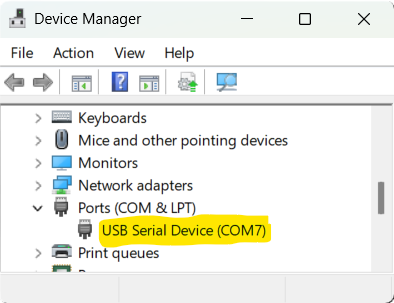 Device Manager
File Action View Help
Keyboards
Mice and other pointing devices
Monitors
Network adapters
Ports (COM & LPT)
USB Serial Device (COM7)
Print queues